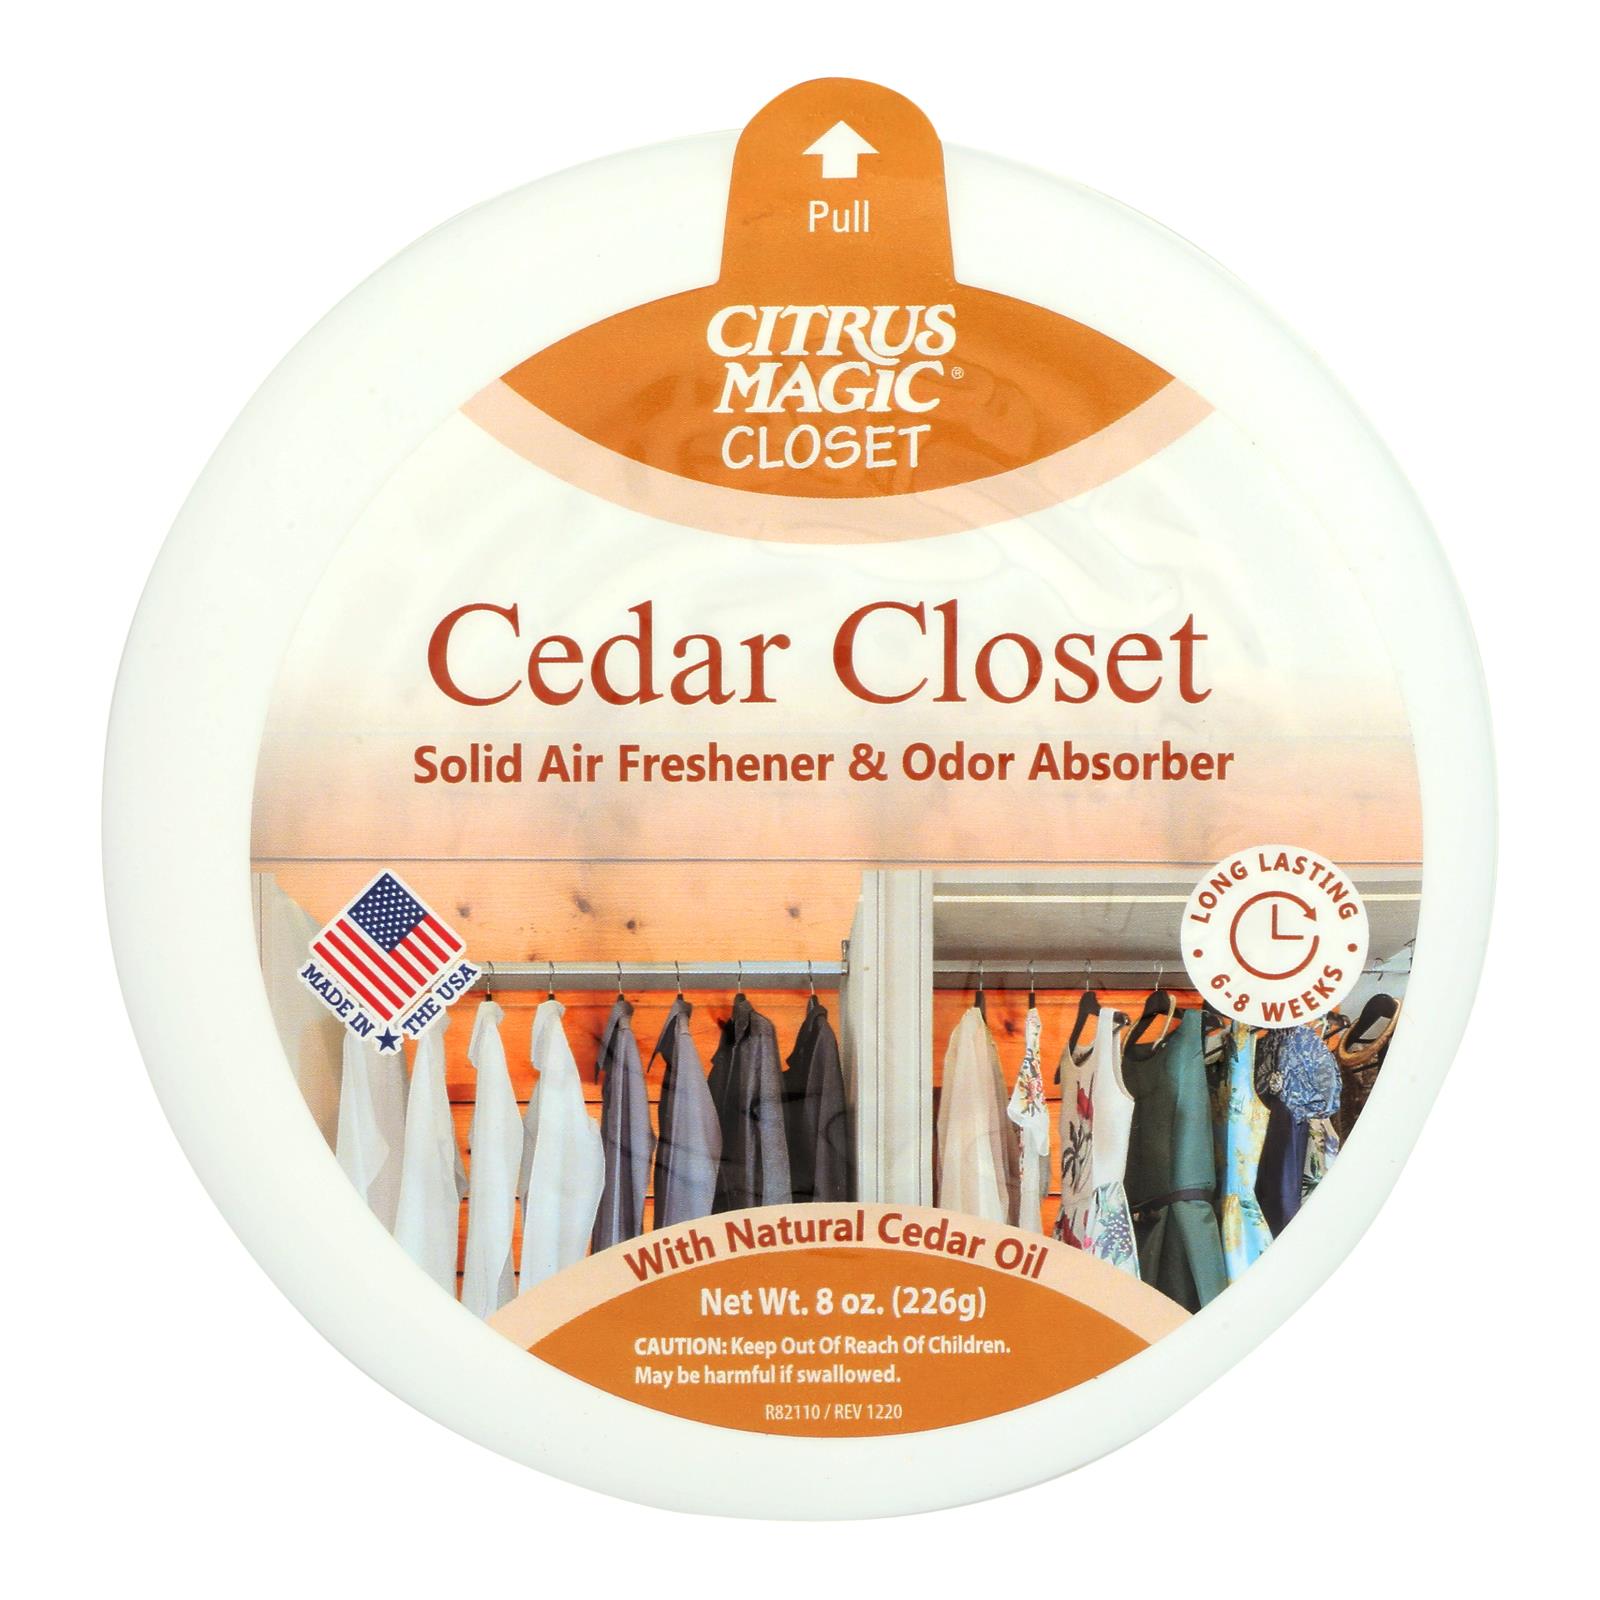 Pull
CITRUS
MAGIC®
CLOSET
Cedar Closet
Solid Air Freshener & Odor Absorber
MADE IN THE USA
LONG LASTING
6-8 WEEKS
With Natural Cedar Oil
Net Wt. 8 oz. (226g)
CAUTION: Keep Out Of Reach Of Children.
May be harmful if swallowed.
R82110 / REV 1220